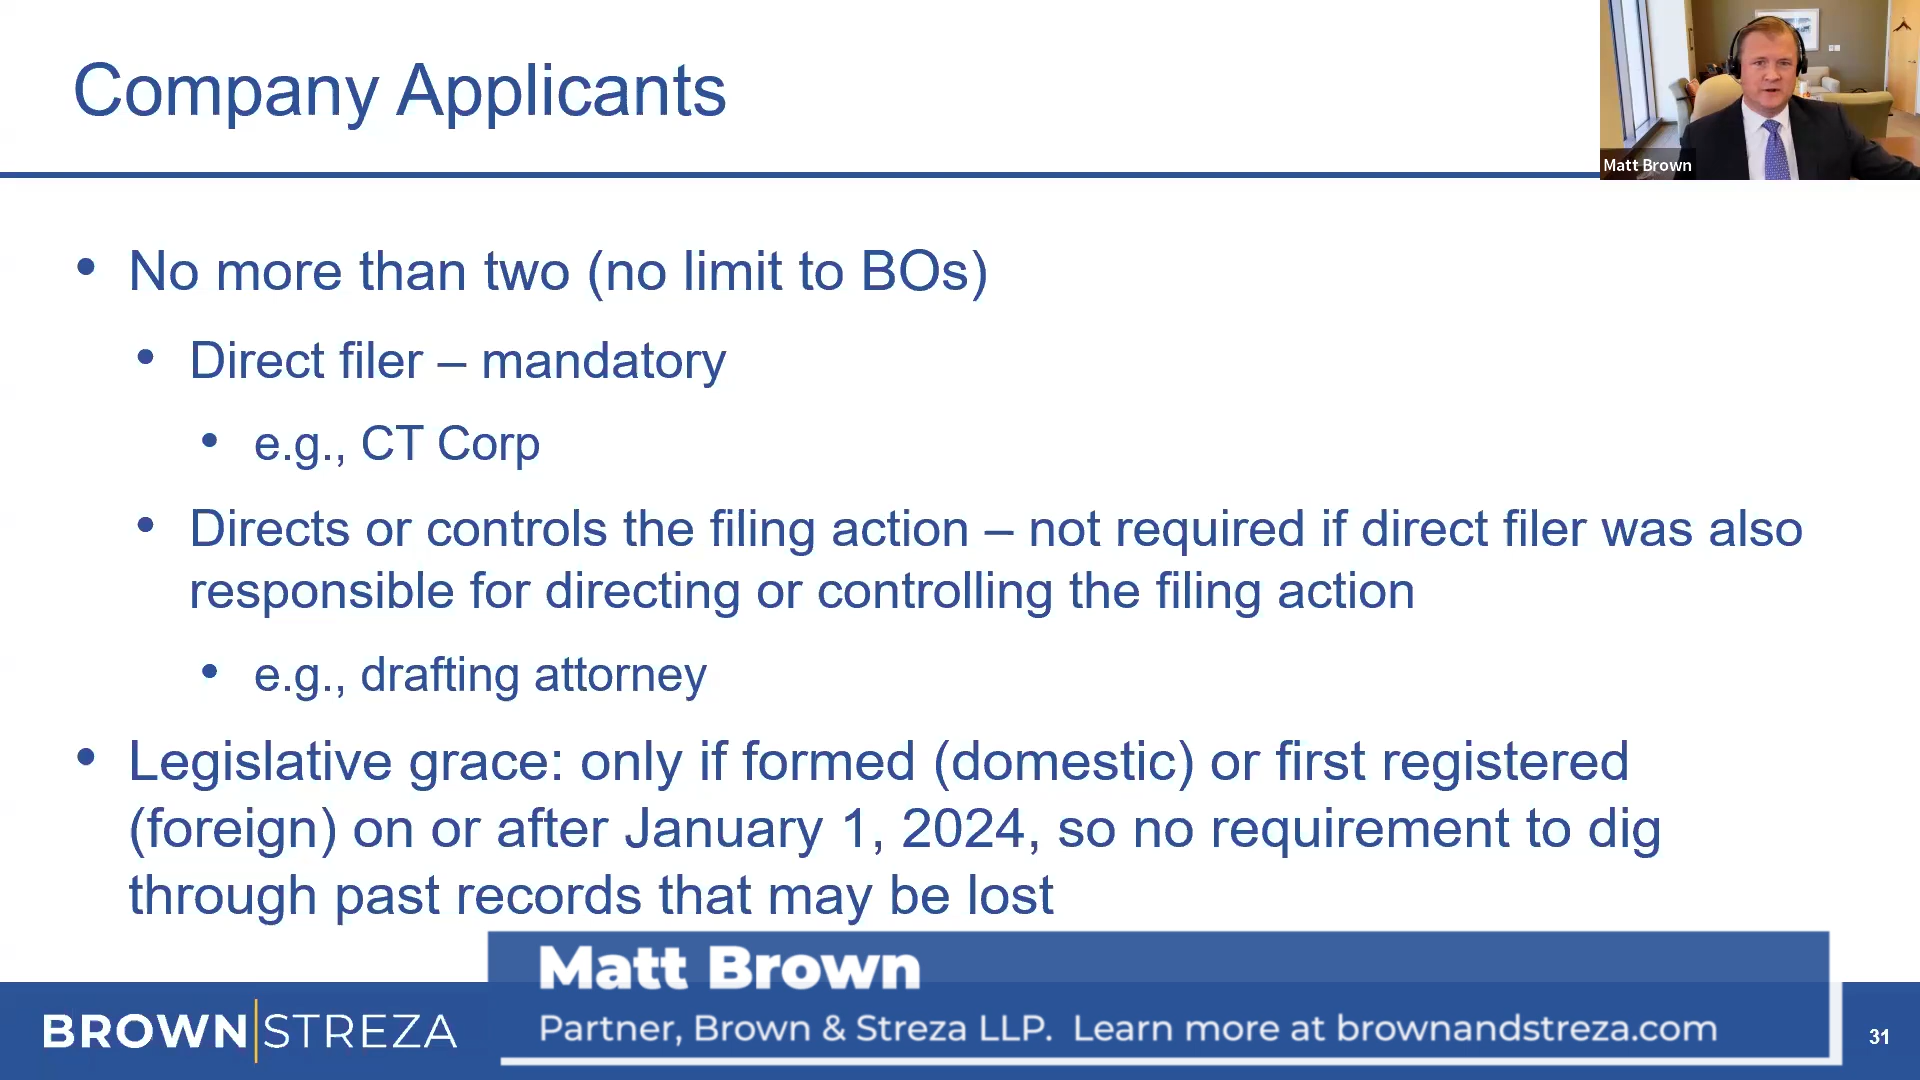 Company Applicants
Matt Brown
• No more than two (no limit to BOs)
• Direct filer – mandatory
• e.g., CT Corp
• Directs or controls the filing action – not required if direct filer was also
responsible for directing or controlling the filing action
• e.g., drafting attorney
• Legislative grace: only if formed (domestic) or first registered
(foreign) on or after January 1, 2024, so no requirement to dig
through past records that may be lost
Matt Brown
Partner, Brown & Streza LLP. Learn more at brownandstreza.com
BROWN|STREZA
31